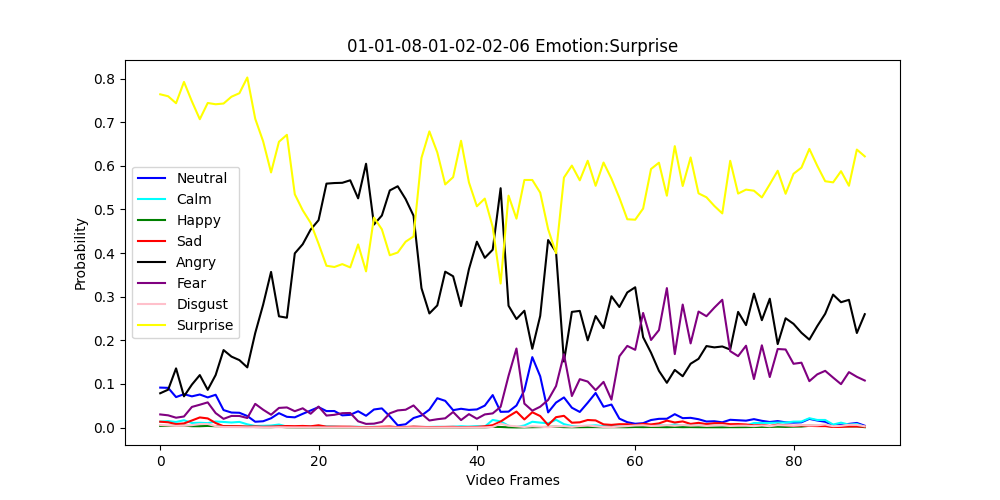 01-01-08-01-02-02-06 Emotion:Surprise
Probability
0.8
0.7
0.6
0.5
0.4
0.3
0.2
0.1
0.0
Neutral
Calm
Happy
Sad
Angry
Fear
Disgust
Surprise
0 20 40 60 80
Video Frames